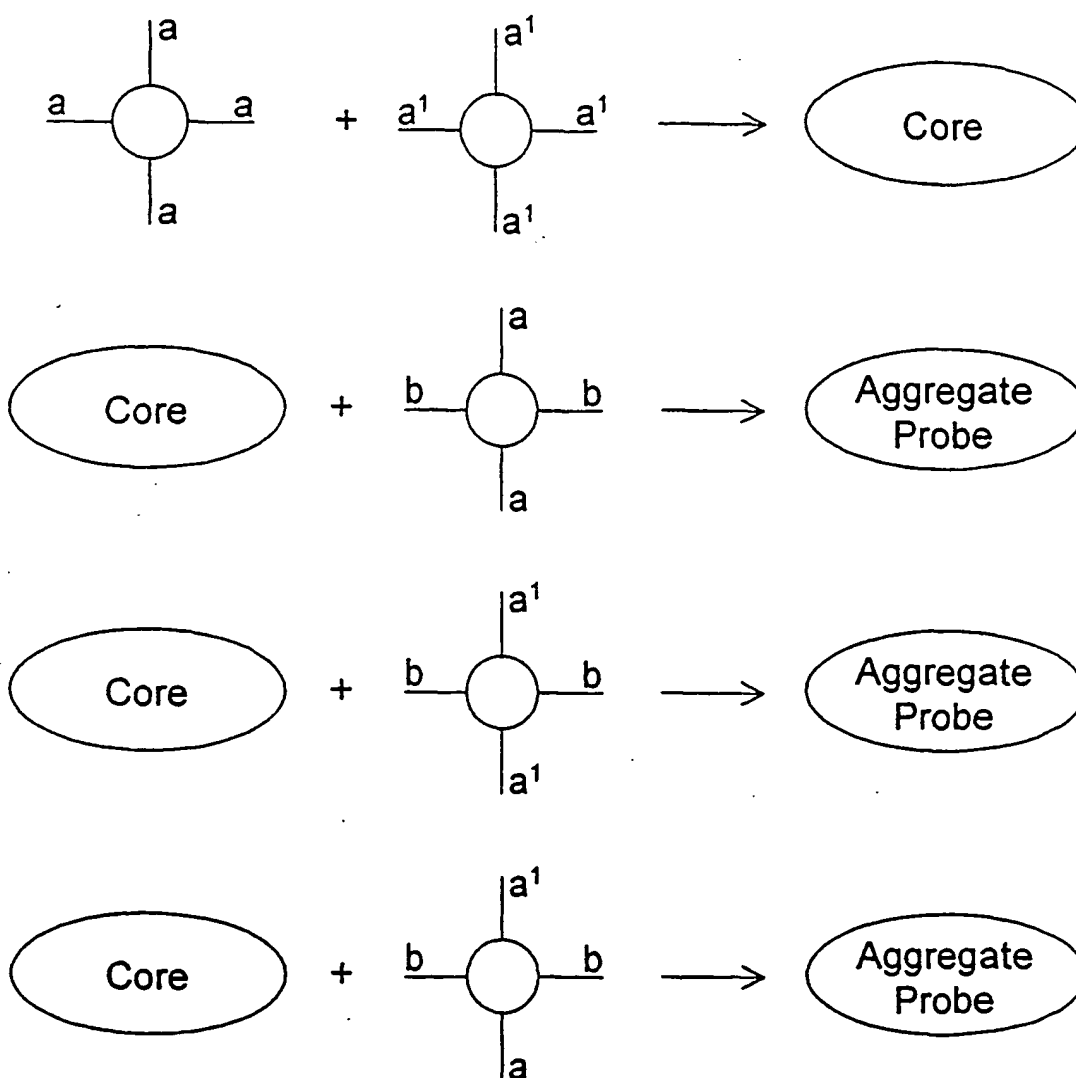 a
a a + a¹ a¹ → Core
a
a¹
a¹
Core + b b → Aggregate
Probe
a
a
Core + b b → Aggregate
Probe
a¹
a¹
Core + b b → Aggregate
Probe
a¹
a